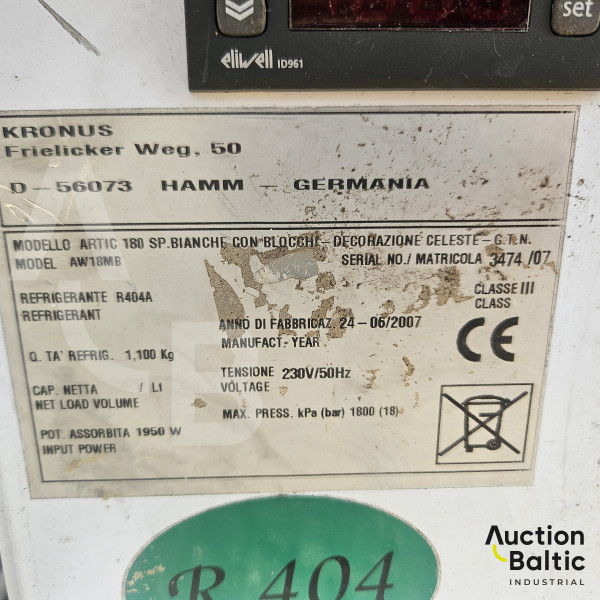 set
eliwell ID961
KRONUS
Frielicker Weg, 50
D-56073 HAMM - GERMANIA
MODELLO ARTIC 180 SP.BIANCHE CON BLOCCHI-DECORAZIONE CELESTE-G.T.N.
MODEL AW18MB SERIAL NO./ MATRICOLA 3474 /07
REFRIGERANTE R404A CLASSE III
REFRIGERANT CLASS
ANNO DI FABBRICAZ. 24-06/2007
MANUFACT.- YEAR
CE
Q. TA' REFRIG. 1,100 Kg
TENSIONE 230V/50Hz
VOLTAGE
CAP. NETTA / Lt
NET LOAD VOLUME
MAX. PRESS. kPa (bar) 1800 (18)
POT. ASSORBITA 1950 W
INPUT POWER
R 404
Auction
Baltic
INDUSTRIAL